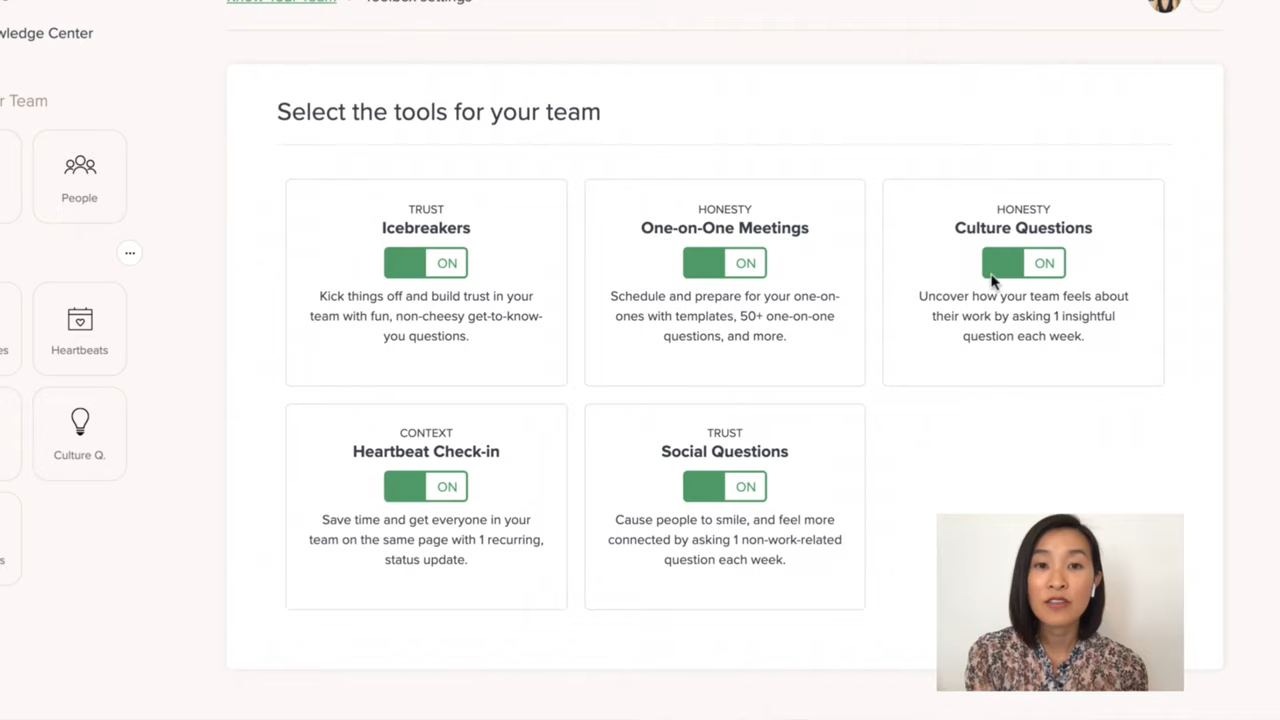 Know Your Team > Toolbox settings
wledge Center
r Team
People
...
es
Heartbeats
Culture Q.
s
Select the tools for your team
TRUST
Icebreakers
ON
Kick things off and build trust in your
team with fun, non-cheesy get-to-know-
you questions.
HONESTY
One-on-One Meetings
ON
Schedule and prepare for your one-on-
ones with templates, 50+ one-on-one
questions, and more.
HONESTY
Culture Questions
ON
Uncover how your team feels about
their work by asking 1 insightful
question each week.
CONTEXT
Heartbeat Check-in
ON
Save time and get everyone in your
team on the same page with 1 recurring,
status update.
TRUST
Social Questions
ON
Cause people to smile, and feel more
connected by asking 1 non-work-related
question each week.